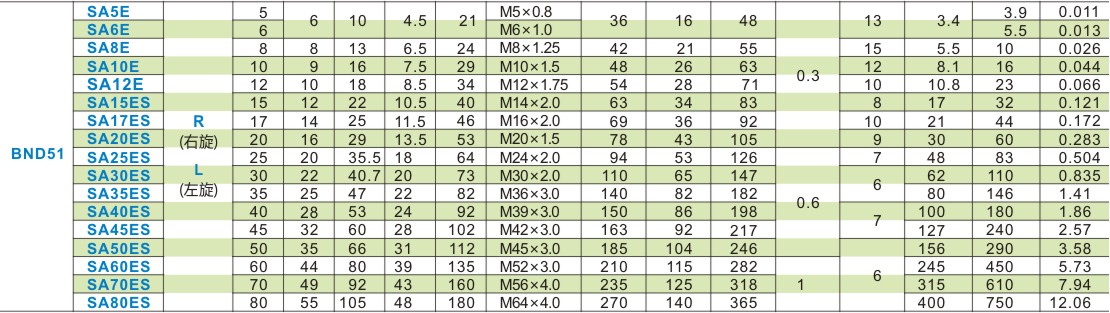 SA5E 5 6 10 4.5 21 M5×0.8 36 16 48 0.3 13 3.4 3.9 0.011
SA6E 6 M6×1.0 5.5 0.013
SA8E 8 8 13 6.5 24 M8×1.25 42 21 55 15 5.5 10 0.026
SA10E 10 9 16 7.5 29 M10×1.5 48 26 63 12 8.1 16 0.044
SA12E 12 10 18 8.5 34 M12×1.75 54 28 71 10 10.8 23 0.066
SA15ES 15 12 22 10.5 40 M14×2.0 63 34 83 8 17 32 0.121
SA17ES R 17 14 25 11.5 46 M16×2.0 69 36 92 10 21 44 0.172
SA20ES (右旋) 20 16 29 13.5 53 M20×1.5 78 43 105 9 30 60 0.283
BND51 SA25ES 25 20 35.5 18 64 M24×2.0 94 53 126 7 48 83 0.504
SA30ES L 30 22 40.7 20 73 M30×2.0 110 65 147 6 62 110 0.835
SA35ES (左旋) 35 25 47 22 82 M36×3.0 140 82 182 0.6 80 146 1.41
SA40ES 40 28 53 24 92 M39×3.0 150 86 198 7 100 180 1.86
SA45ES 45 32 60 28 102 M42×3.0 163 92 217 127 240 2.57
SA50ES 50 35 66 31 112 M45×3.0 185 104 246 156 290 3.58
SA60ES 60 44 80 39 135 M52×3.0 210 115 282 6 245 450 5.73
SA70ES 70 49 92 43 160 M56×4.0 235 125 318 1 315 610 7.94
SA80ES 80 55 105 48 180 M64×4.0 270 140 365 400 750 12.06